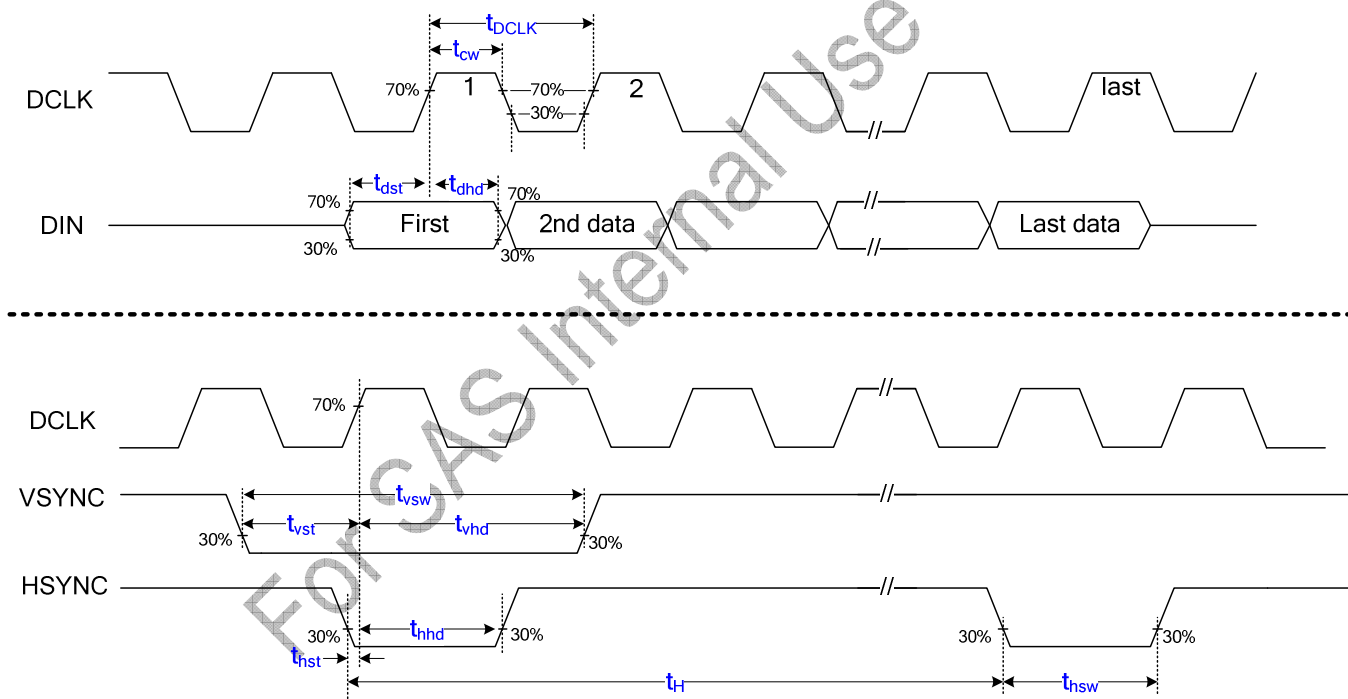 tDCLK
tcw
DCLK
70%
1
70%
2
last
30%
//
tdst
tdhd
70%
70%
DIN
First
2nd data
//
Last data
30%
30%
//
For SAS Internal Use
//
DCLK
70%
VSYNC
tvsw
//
tvst
tvhd
30%
30%
HSYNC
//
30%
thhd
30%
30%
30%
thst
tH
thsw